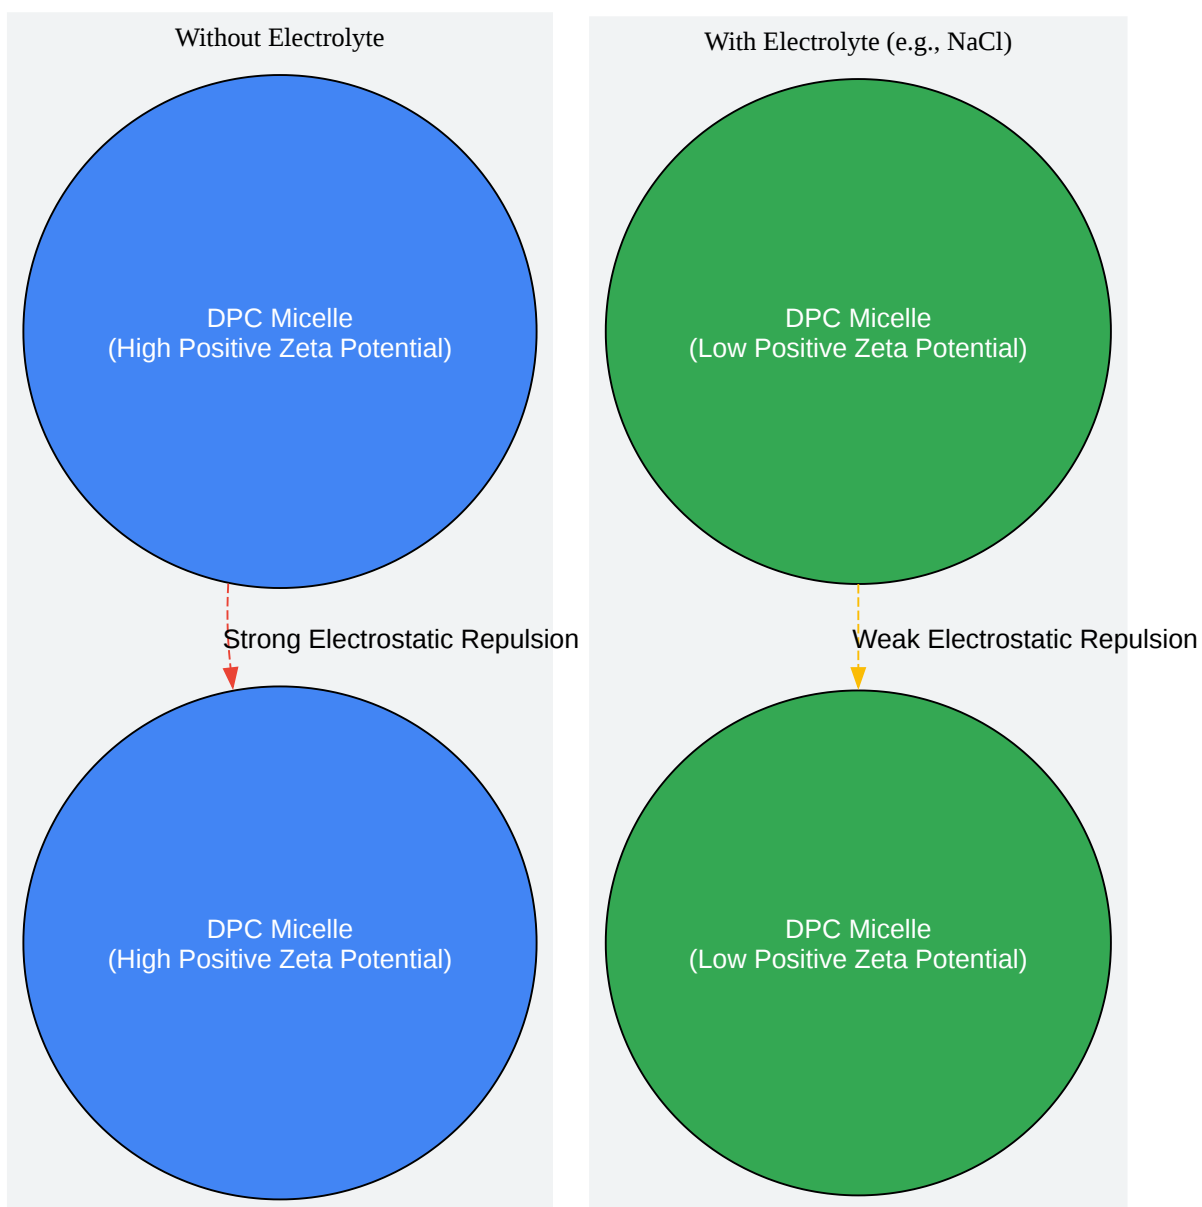 Without Electrolyte
DPC Micelle
(High Positive Zeta Potential)
Strong Electrostatic Repulsion
DPC Micelle
(High Positive Zeta Potential)
With Electrolyte (e.g., NaCl)
DPC Micelle
(Low Positive Zeta Potential)
Weak Electrostatic Repulsion
DPC Micelle
(Low Positive Zeta Potential)